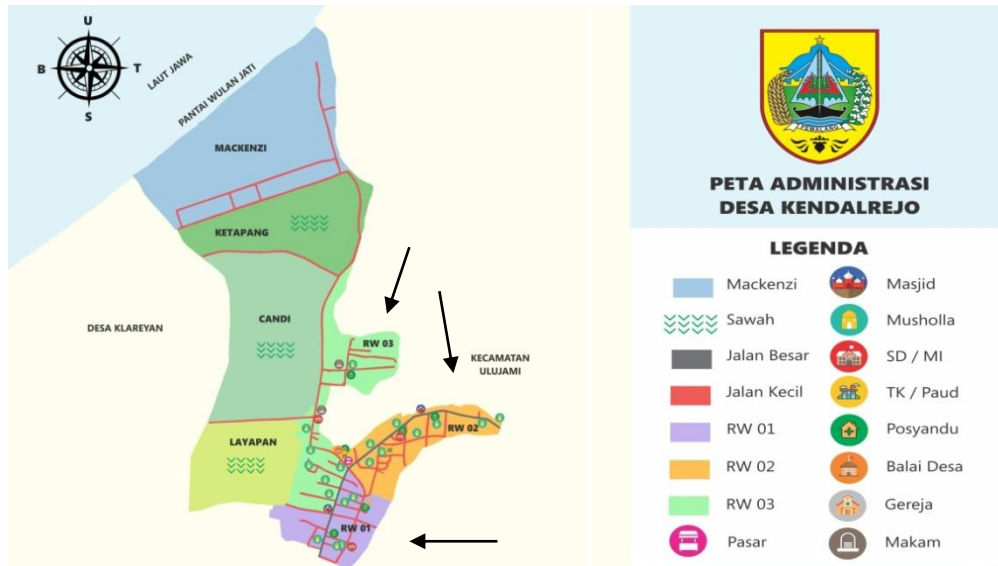 U
B
T
S
LAUT JAWA
PANTAI WULAN JATI
MACKENZI
KETAPANG
CANDI
DESA KLAREYAN
RW 03
KECAMATAN
ULUJAMI
RW 02
LAYAPAN
RW 01
PEMALANG
PETA ADMINISTRASI
DESA KENDALREJO
LEGENDA
Mackenzi
Masjid
Sawah
Musholla
Jalan Besar
SD / MI
Jalan Kecil
TK / Paud
RW 01
Posyandu
RW 02
Balai Desa
RW 03
Gereja
Pasar
Makam